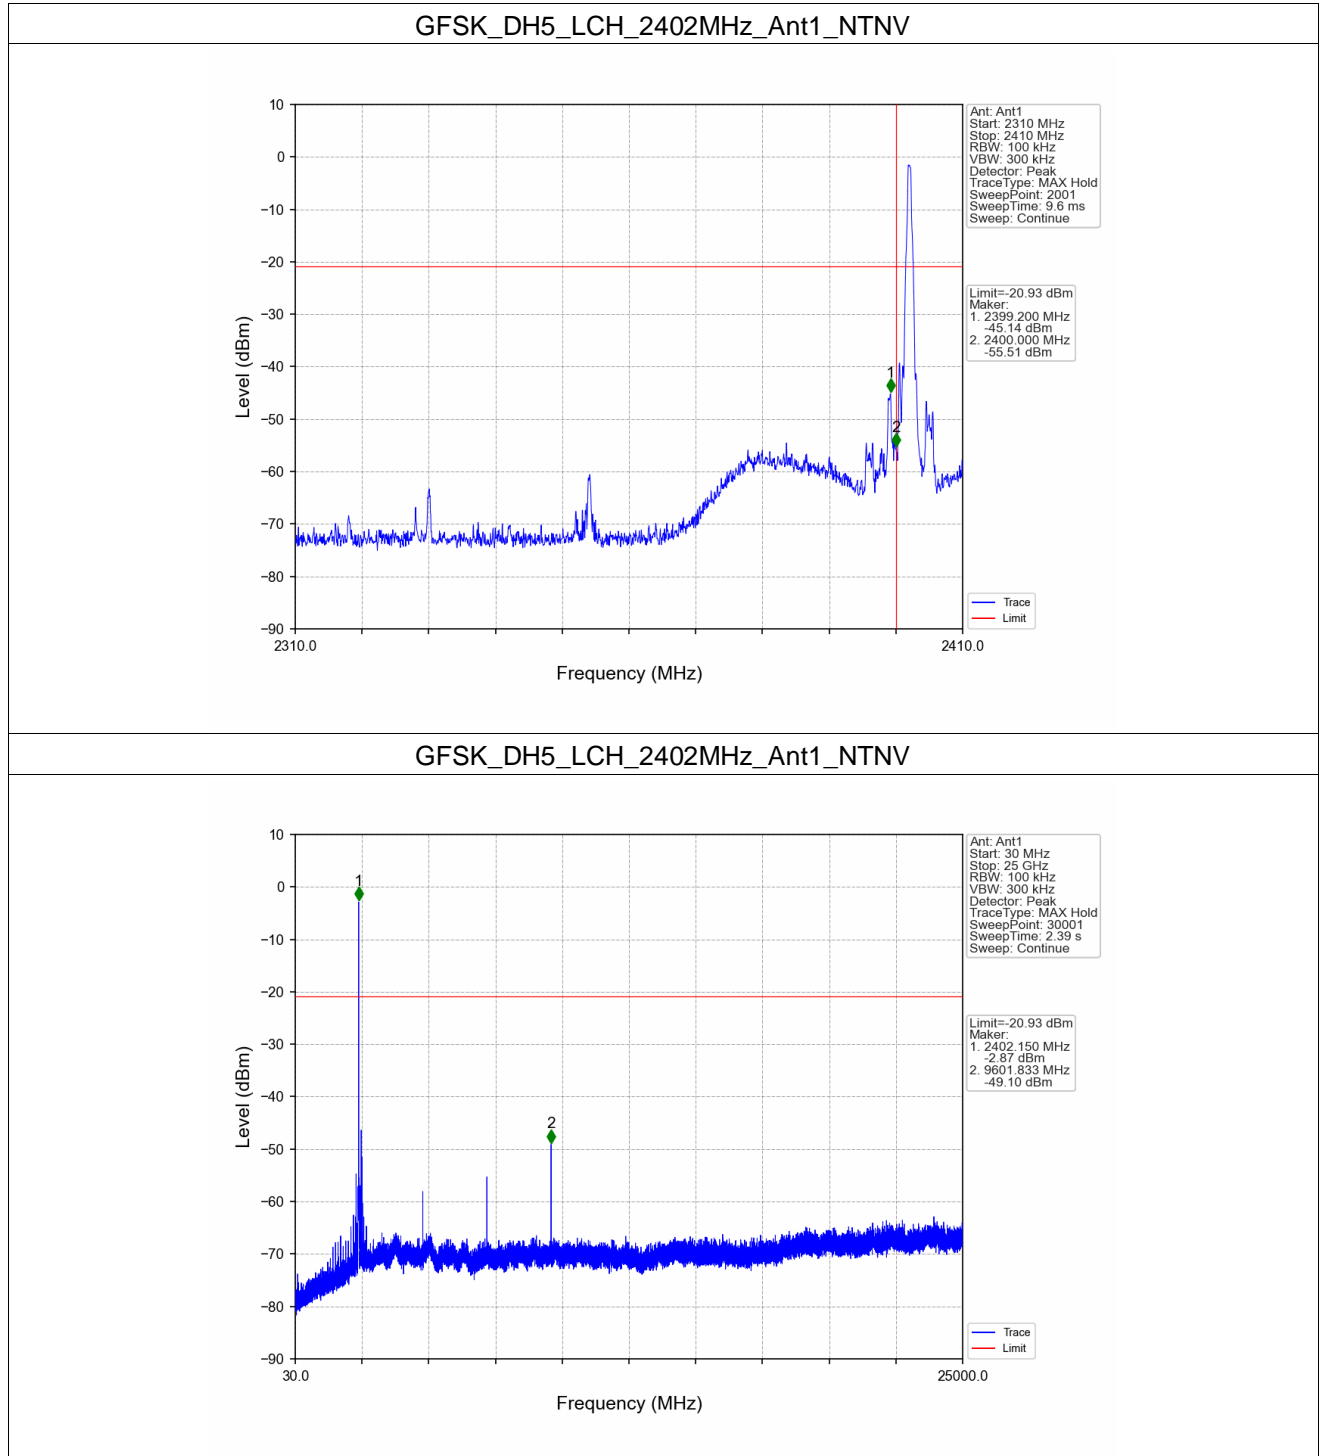 GFSK_DH5_LCH_2402MHz_Ant1_NTNV
10
0
−10
−20
−30
−40
−50
−60
−70
−80
−90
Level (dBm)
1
2
2310.0
2410.0
Frequency (MHz)
Ant: Ant1
Start: 2310 MHz
Stop: 2410 MHz
RBW: 100 kHz
VBW: 300 kHz
Detector: Peak
TraceType: MAX Hold
SweepPoint: 2001
SweepTime: 9.6 ms
Sweep: Continue
Limit=-20.93 dBm
Maker:
1. 2399.200 MHz
-45.14 dBm
2. 2400.000 MHz
-55.51 dBm
Trace
Limit
GFSK_DH5_LCH_2402MHz_Ant1_NTNV
10
0
−10
−20
−30
−40
−50
−60
−70
−80
−90
Level (dBm)
1
2
30.0
25000.0
Frequency (MHz)
Ant: Ant1
Start: 30 MHz
Stop: 25 GHz
RBW: 100 kHz
VBW: 300 kHz
Detector: Peak
TraceType: MAX Hold
SweepPoint: 30001
SweepTime: 2.39 s
Sweep: Continue
Limit=-20.93 dBm
Maker:
1. 2402.150 MHz
-2.87 dBm
2. 9601.833 MHz
-49.10 dBm
Trace
Limit